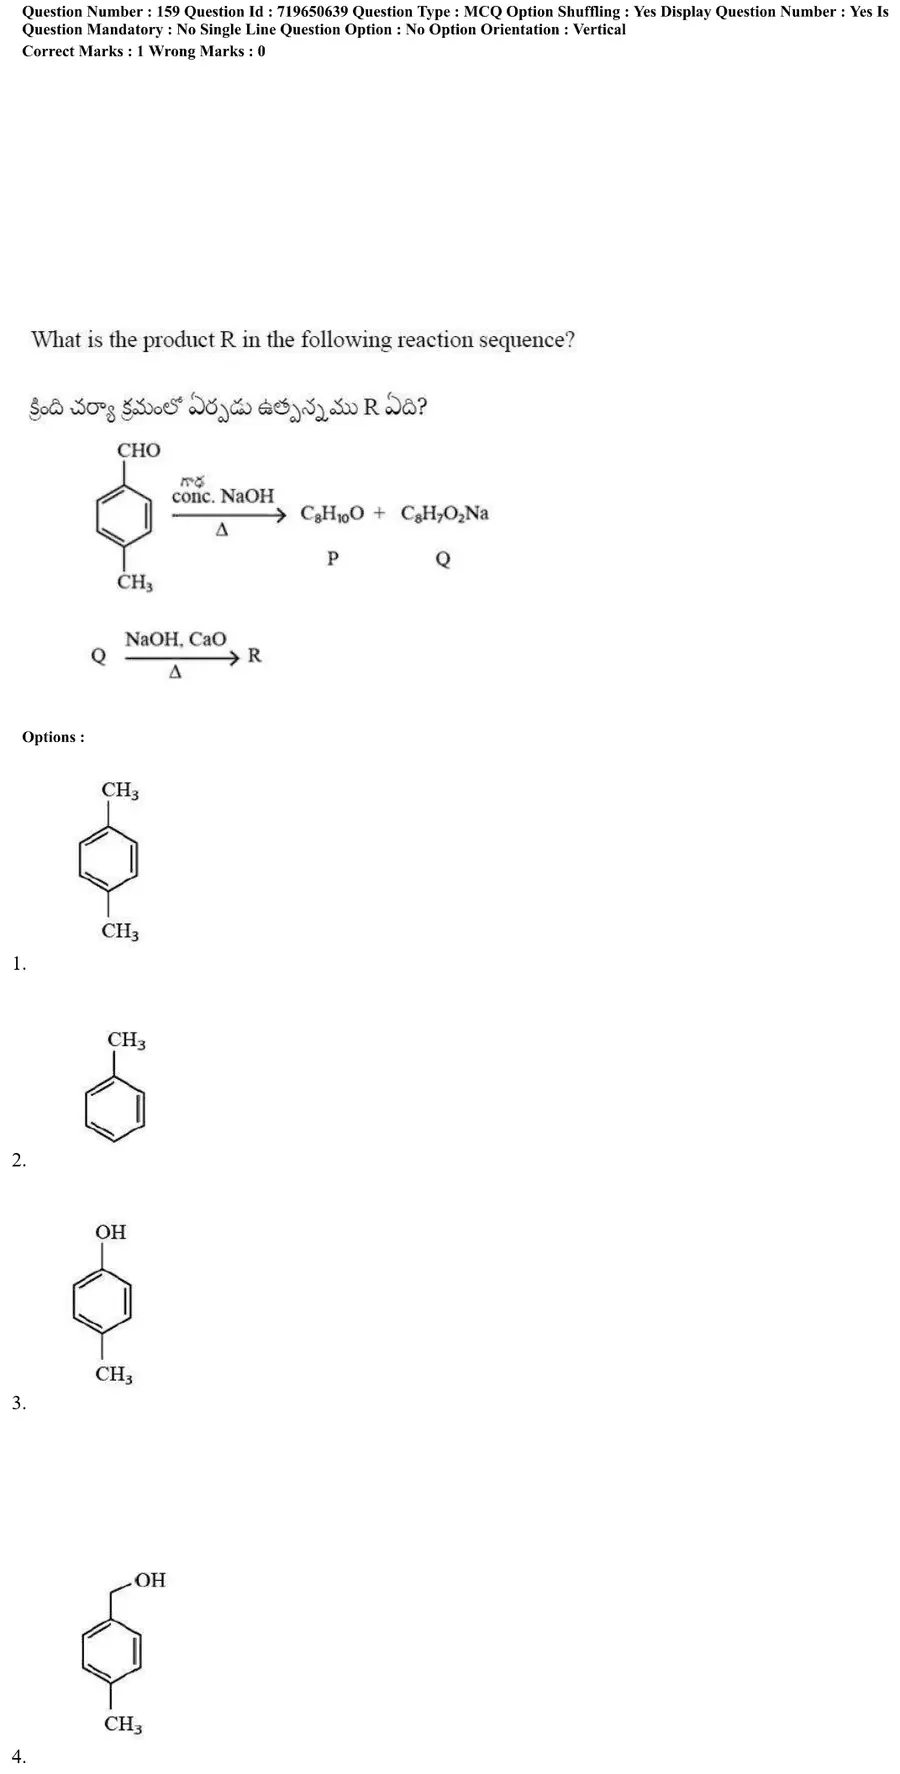 Question Number : 159 Question Id : 719650639 Question Type : MCQ Option Shuffling : Yes Display Question Number : Yes Is
Question Mandatory : No Single Line Question Option : No Option Orientation : Vertical
Correct Marks : 1 Wrong Marks : 0
What is the product R in the following reaction sequence?
క్రింది చర్యా క్రమంలో ఏర్పడు ఉత్పన్నము R ఏది?
CHO
గాఢ
conc. NaOH
Δ
C₈H₁₀O + C₈H₇O₂Na
P Q
CH₃
Q NaOH, CaO R
Δ
Options :
CH₃
CH₃
1.
CH₃
2.
OH
CH₃
3.
OH
CH₃
4.